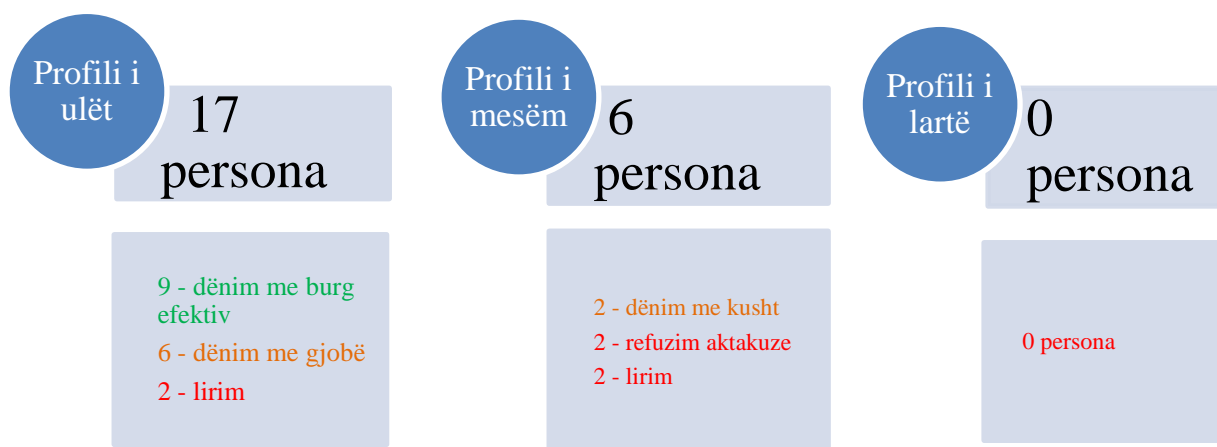 Profili i
ulët
17
persona
9 - dënim me burg
efektiv
6 - dënim me gjobë
2 - lirim
Profili i
mesëm
6
persona
2 - dënim me kusht
2 - refuzim aktakuze
2 - lirim
Profili i
lartë
0
persona
0 persona